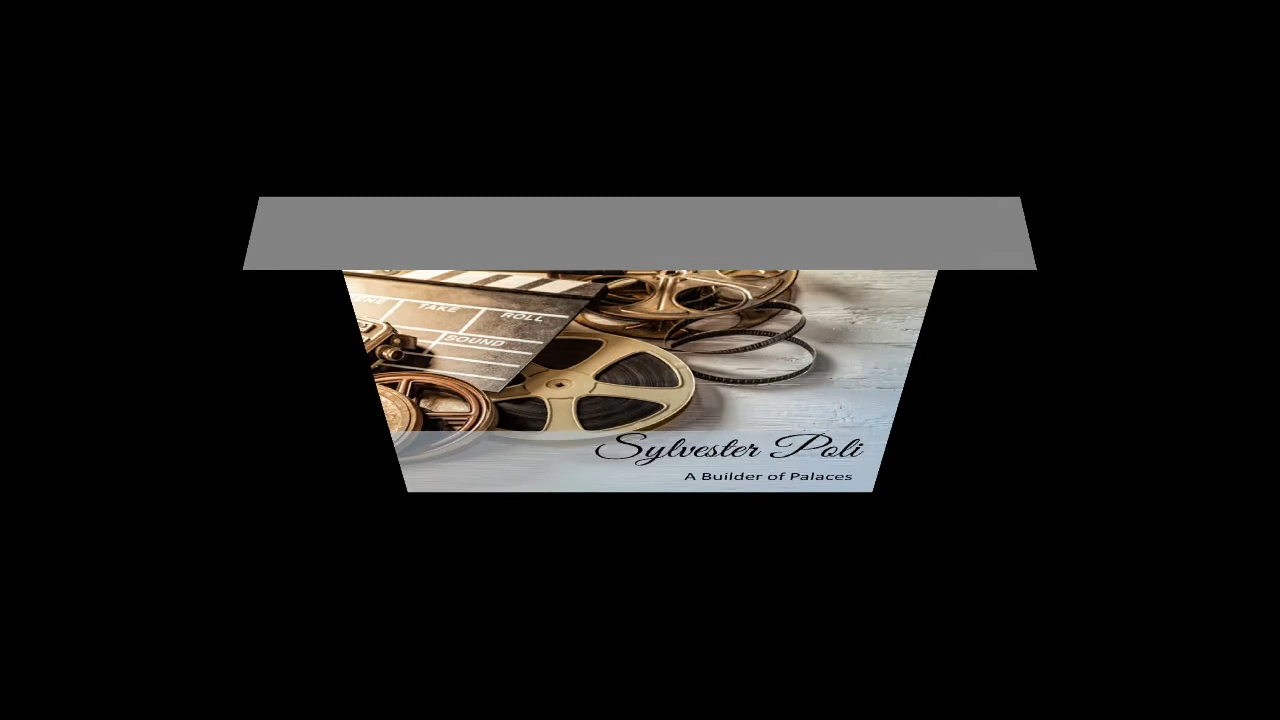 TAKE
ROLL
SOUND
Sylvester Poli
A Builder of Palaces